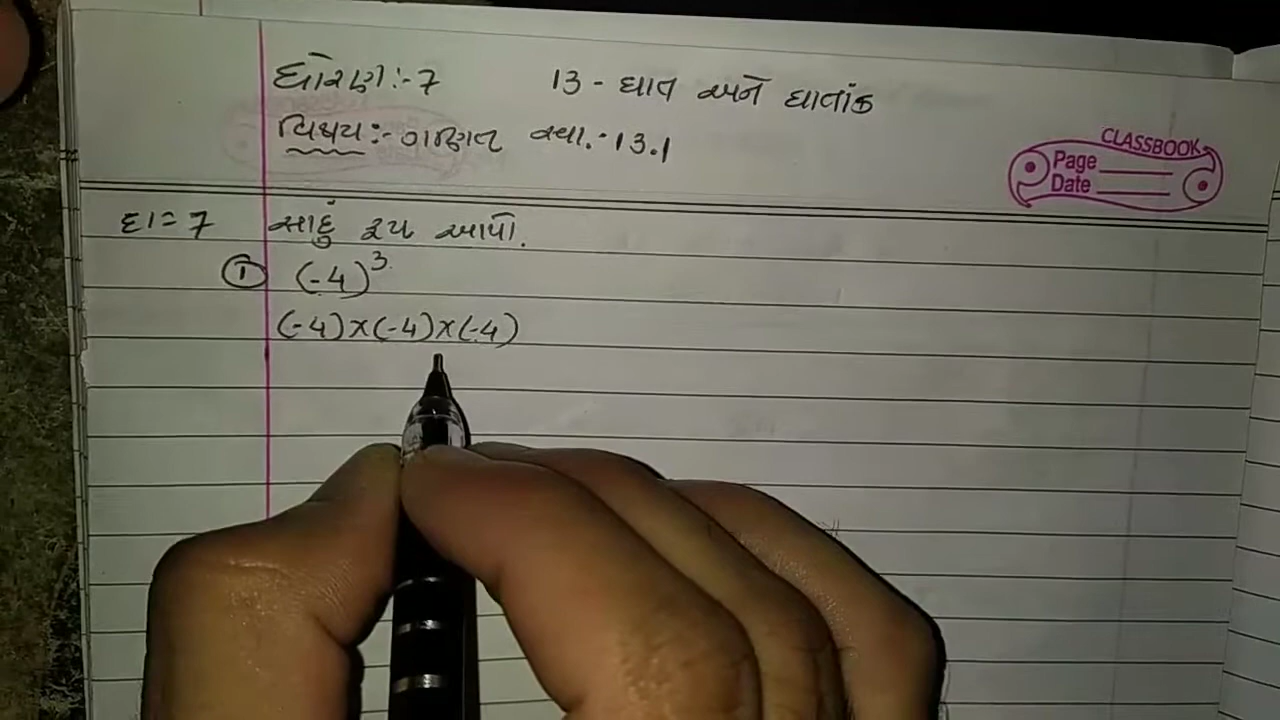 ધોરણ :- 7 13 - ઘાત અને ઘાતાંક
વિષય :- ગણિત સ્વા. - 13.1
CLASSBOOK
Page
Date
દા = 7 સાદું રૂપ આપો.
① (-4)³
(-4)×(-4)×(-4)